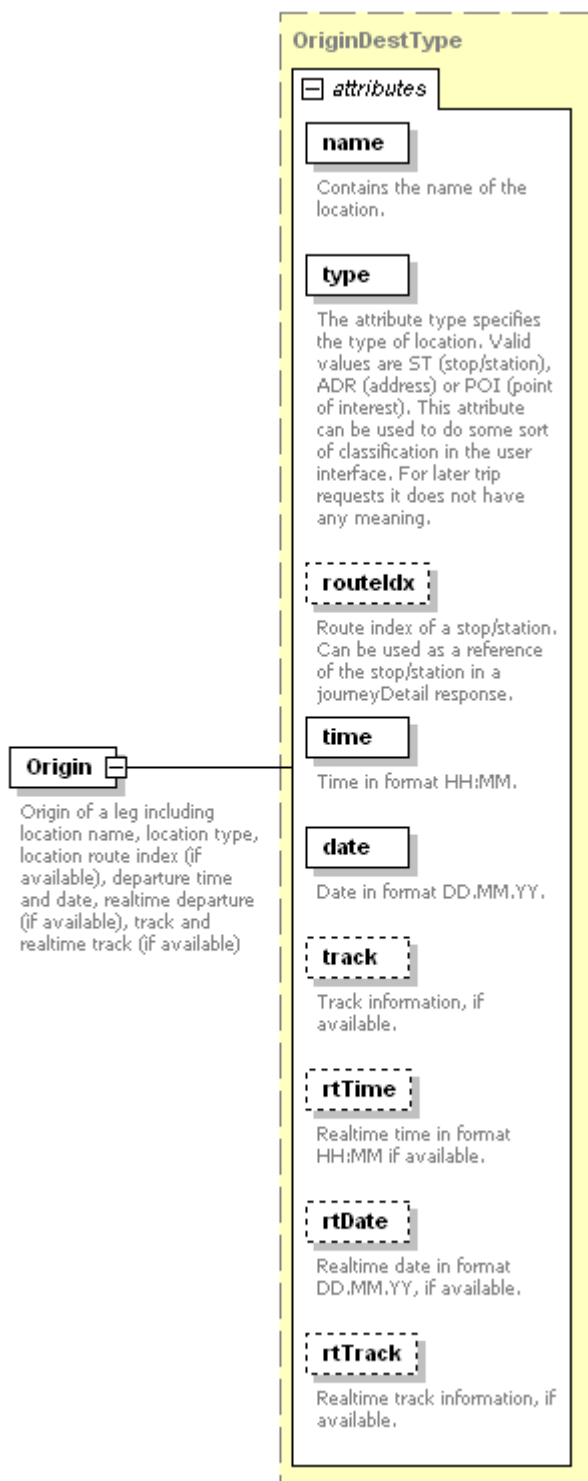 OriginDestType
attributes
name
Contains the name of the
location.
type
The attribute type specifies
the type of location. Valid
values are ST (stop/station),
ADR (address) or POI (point
of interest). This attribute
can be used to do some sort
of classification in the user
interface. For later trip
requests it does not have
any meaning.
routeIdx
Route index of a stop/station.
Can be used as a reference
of the stop/station in a
journeyDetail response.
time
Time in format HH:MM.
date
Date in format DD.MM.YY.
track
Track information, if
available.
rtTime
Realtime time in format
HH:MM if available.
rtDate
Realtime date in format
DD.MM.YY, if available.
rtTrack
Realtime track information, if
available.
Origin
Origin of a leg including
location name, location type,
location route index (if
available), departure time
and date, realtime departure
(if available), track and
realtime track (if available)